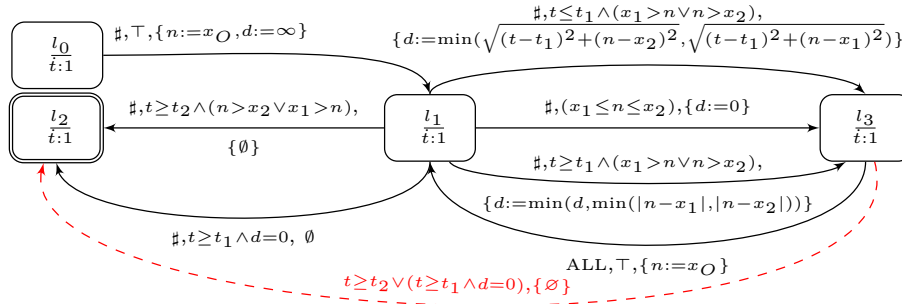 ♯,t≤t₁∧(x₁>n∨n>x₂),
{d:=min(√(t−t₁)²+(n−x₂)²,√(t−t₁)²+(n−x₁)²)}
♯,⊤,{n:=x_O,d:=∞}
l₀
ṫ:1
♯,t≥t₂∧(n>x₂∨x₁>n),
{∅}
♯,(x₁≤n≤x₂),{d:=0}
l₂
ṫ:1
l₁
ṫ:1
l₃
ṫ:1
♯,t≥t₁∧(x₁>n∨n>x₂),
{d:=min(d,min(|n−x₁|,|n−x₂|))}
♯,t≥t₁∧d=0, ∅
ALL,⊤,{n:=x_O}
t≥t₂∨(t≥t₁∧d=0),{∅}